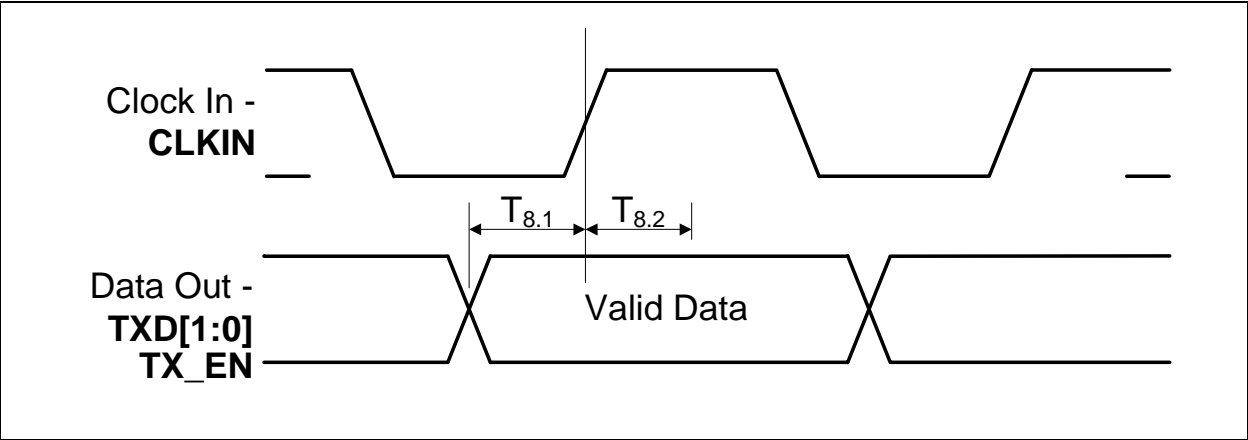 Clock In -
CLKIN
T8.1 T8.2
Data Out -
TXD[1:0]
TX_EN
Valid Data